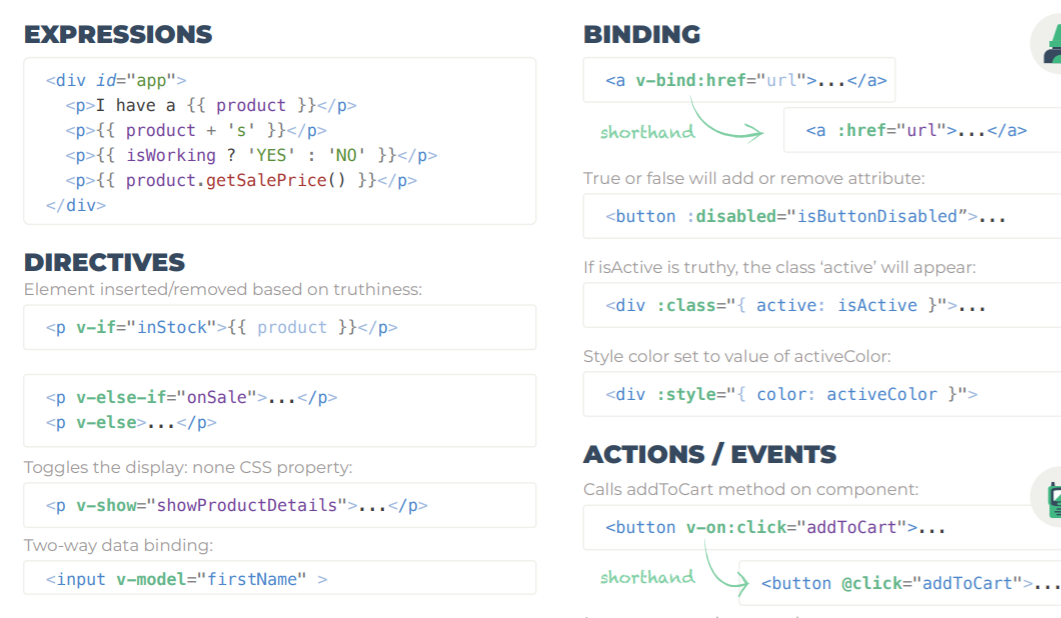 EXPRESSIONS
<div id="app">
<p>I have a {{ product }}</p>
<p>{{ product + 's' }}</p>
<p>{{ isWorking ? 'YES' : 'NO' }}</p>
<p>{{ product.getSalePrice() }}</p>
</div>
DIRECTIVES
Element inserted/removed based on truthiness:
<p v-if="inStock">{{ product }}</p>
<p v-else-if="onSale">...</p>
<p v-else>...</p>
Toggles the display: none CSS property:
<p v-show="showProductDetails">...</p>
Two-way data binding:
<input v-model="firstName" >
BINDING
<a v-bind:href="url">...</a>
shorthand
<a :href="url">...</a>
True or false will add or remove attribute:
<button :disabled="isButtonDisabled”>...
If isActive is truthy, the class ‘active’ will appear:
<div :class="{ active: isActive }">...
Style color set to value of activeColor:
<div :style="{ color: activeColor }">
ACTIONS / EVENTS
Calls addToCart method on component:
<button v-on:click="addToCart">...
shorthand
<button @click="addToCart">...